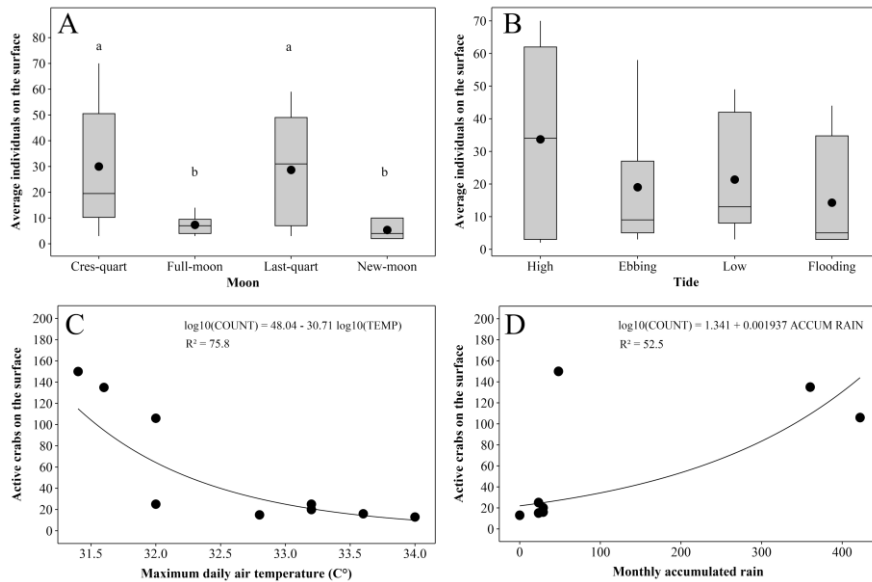 A
Average individuals on the surface
80
70
60
50
40
30
20
10
0
a
b
a
b
Cres-quart Full-moon Last-quart New-moon
Moon
B
Average individuals on the surface
70
60
50
40
30
20
10
0
High Ebbing Low Flooding
Tide
C
Active crabs on the surface
200
180
160
140
120
100
80
60
40
20
0
log10(COUNT) = 48.04 - 30.71 log10(TEMP)
R² = 75.8
31.5 32.0 32.5 33.0 33.5 34.0
Maximum daily air temperature (C°)
D
Active crabs on the surface
200
180
160
140
120
100
80
60
40
20
0
log10(COUNT) = 1.341 + 0.001937 ACCUM RAIN
R² = 52.5
0 100 200 300 400
Monthly accumulated rain